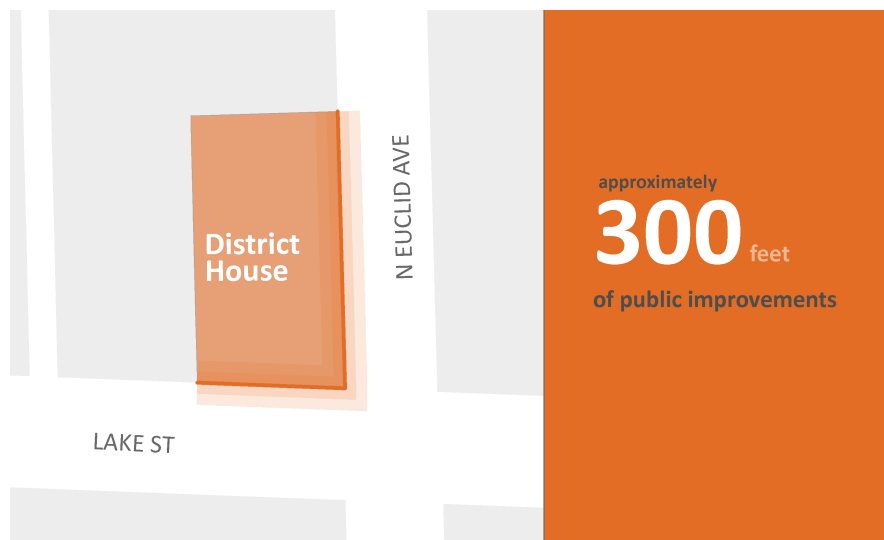 District
House
N EUCLID AVE
LAKE ST
approximately
300 feet
of public improvements